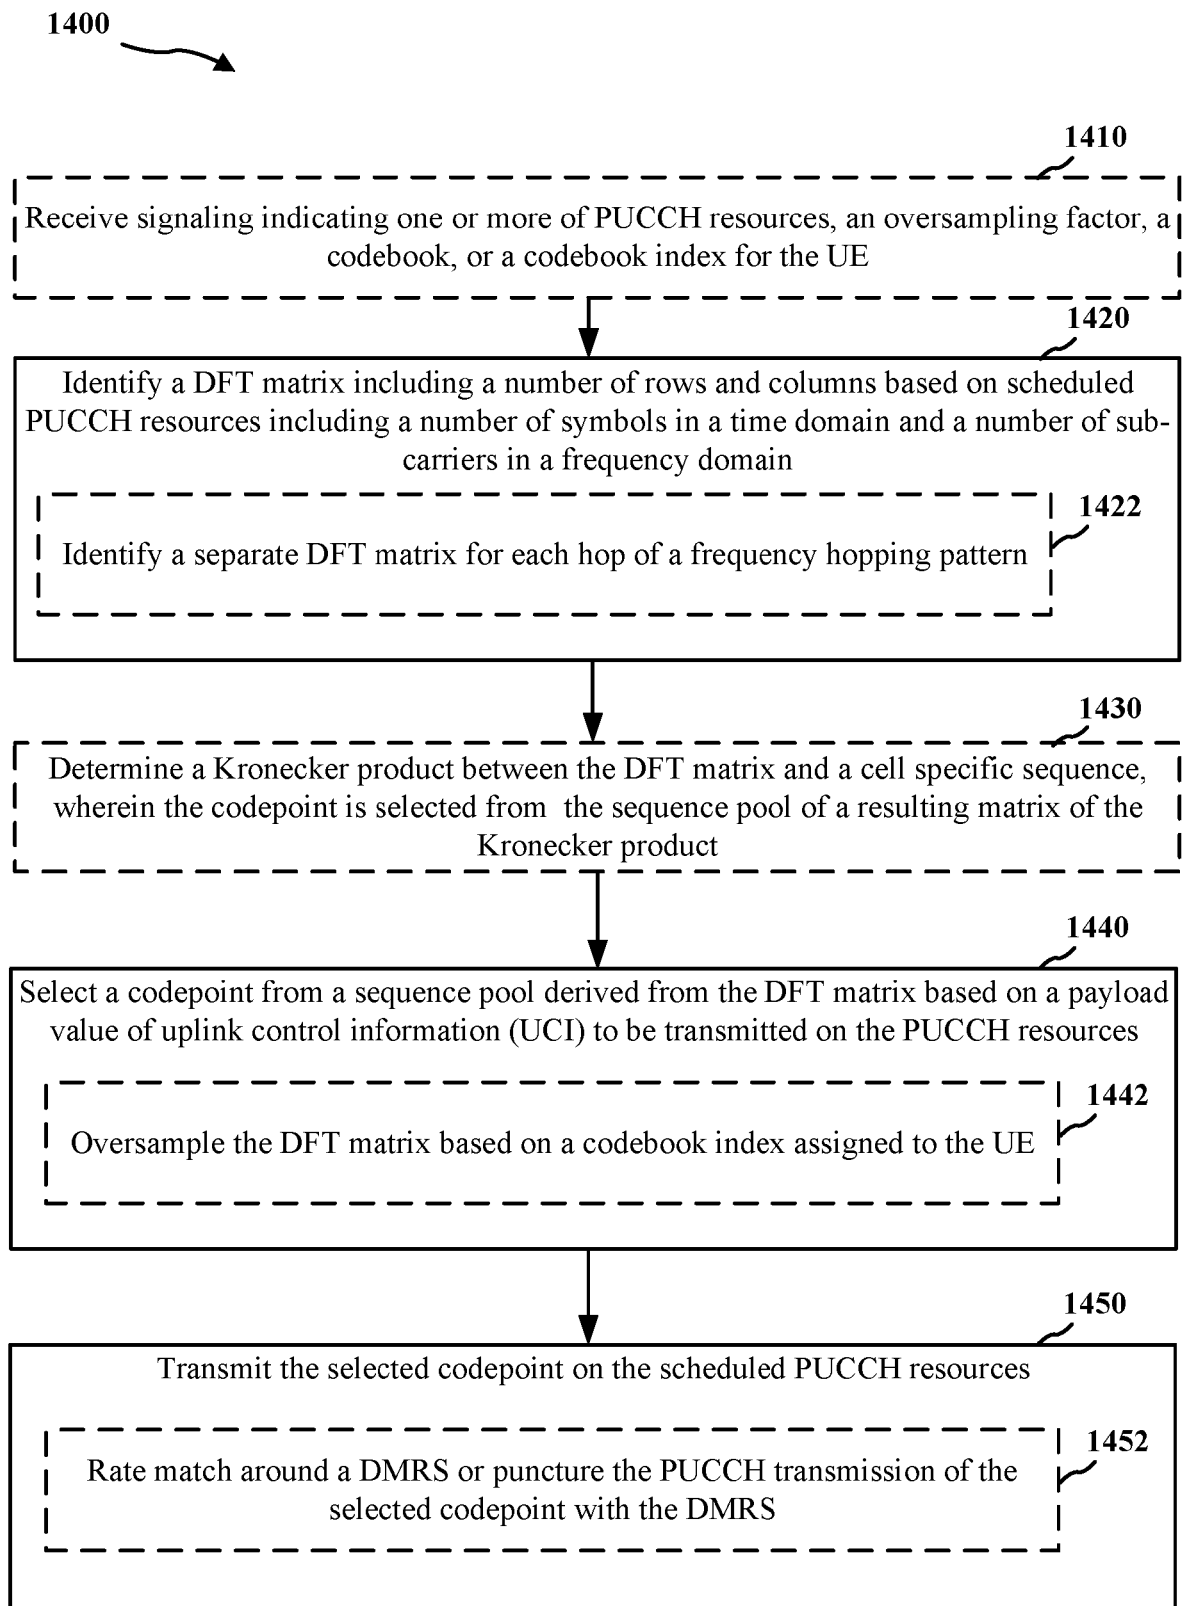 1400
1410
Receive signaling indicating one or more of PUCCH resources, an oversampling factor, a
codebook, or a codebook index for the UE
1420
Identify a DFT matrix including a number of rows and columns based on scheduled
PUCCH resources including a number of symbols in a time domain and a number of sub-
carriers in a frequency domain
1422
Identify a separate DFT matrix for each hop of a frequency hopping pattern
1430
Determine a Kronecker product between the DFT matrix and a cell specific sequence,
wherein the codepoint is selected from the sequence pool of a resulting matrix of the
Kronecker product
1440
Select a codepoint from a sequence pool derived from the DFT matrix based on a payload
value of uplink control information (UCI) to be transmitted on the PUCCH resources
1442
Oversample the DFT matrix based on a codebook index assigned to the UE
1450
Transmit the selected codepoint on the scheduled PUCCH resources
1452
Rate match around a DMRS or puncture the PUCCH transmission of the
selected codepoint with the DMRS